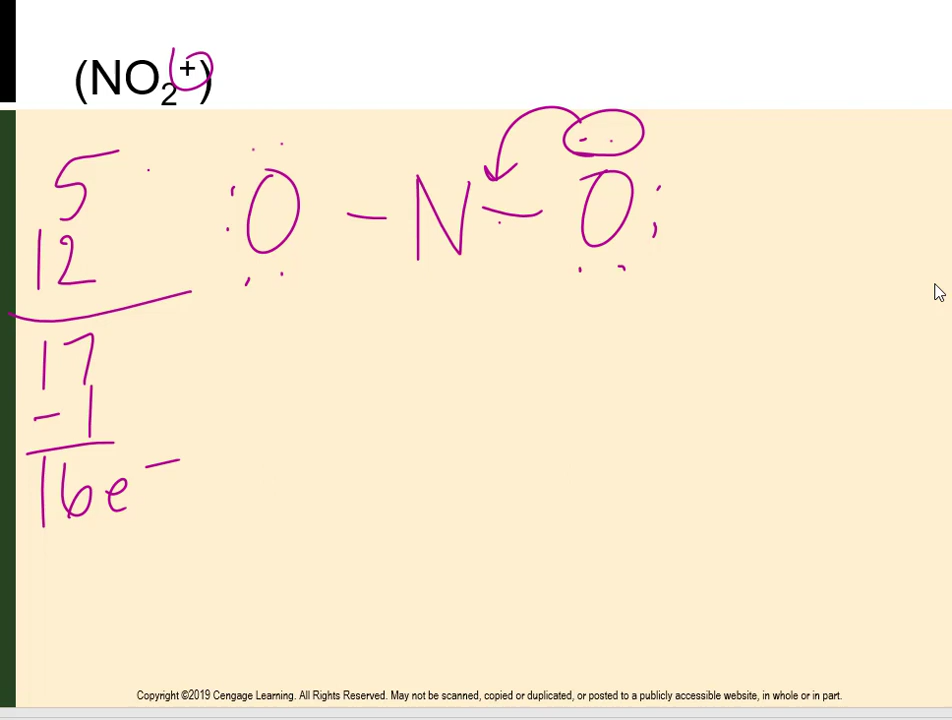 (NO2+)
5
12
17
-1
16e−
O - N - O
Copyright ©2019 Cengage Learning. All Rights Reserved. May not be scanned, copied or duplicated, or posted to a publicly accessible website, in whole or in part.